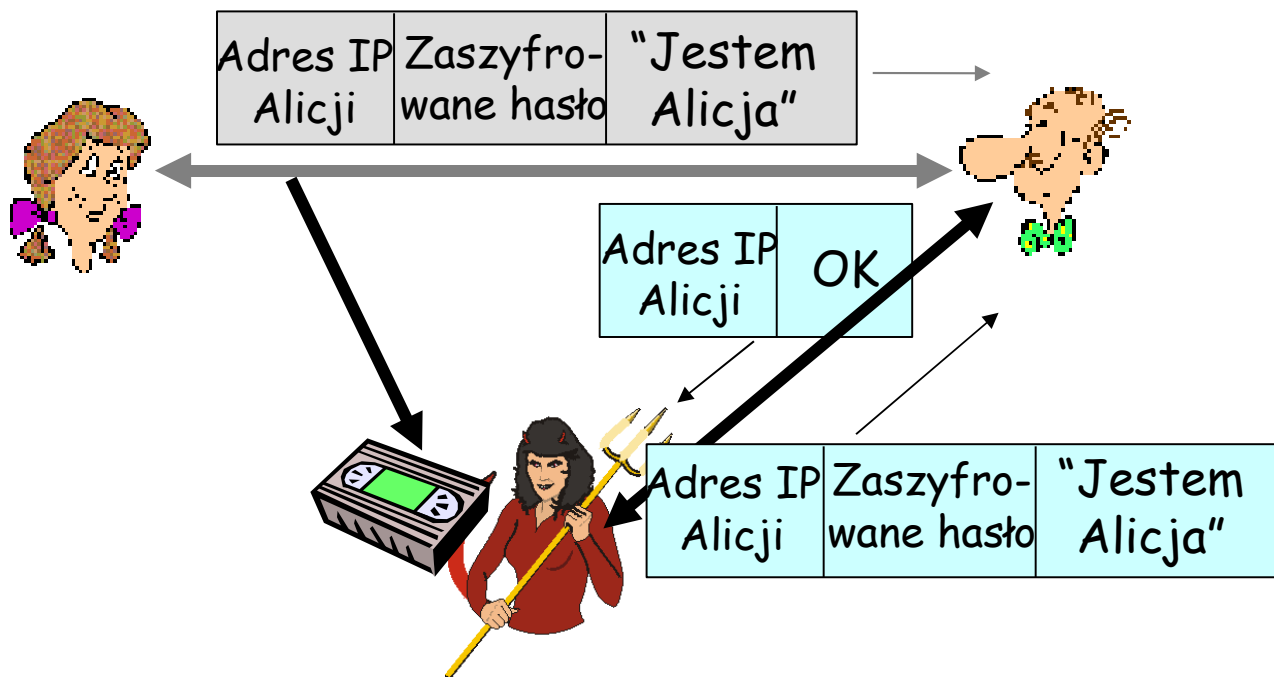 Adres IP
Alicji
Zaszyfro-
wane hasło
“Jestem
Alicja”
Adres IP
Alicji
OK
Adres IP
Alicji
Zaszyfro-
wane hasło
“Jestem
Alicja”